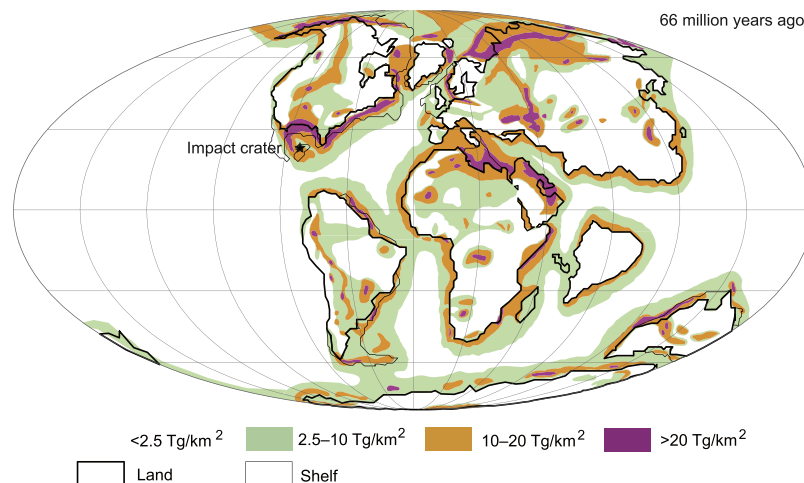 66 million years ago
Impact crater
<2.5 Tg/km² 2.5–10 Tg/km² 10–20 Tg/km² >20 Tg/km²
Land Shelf